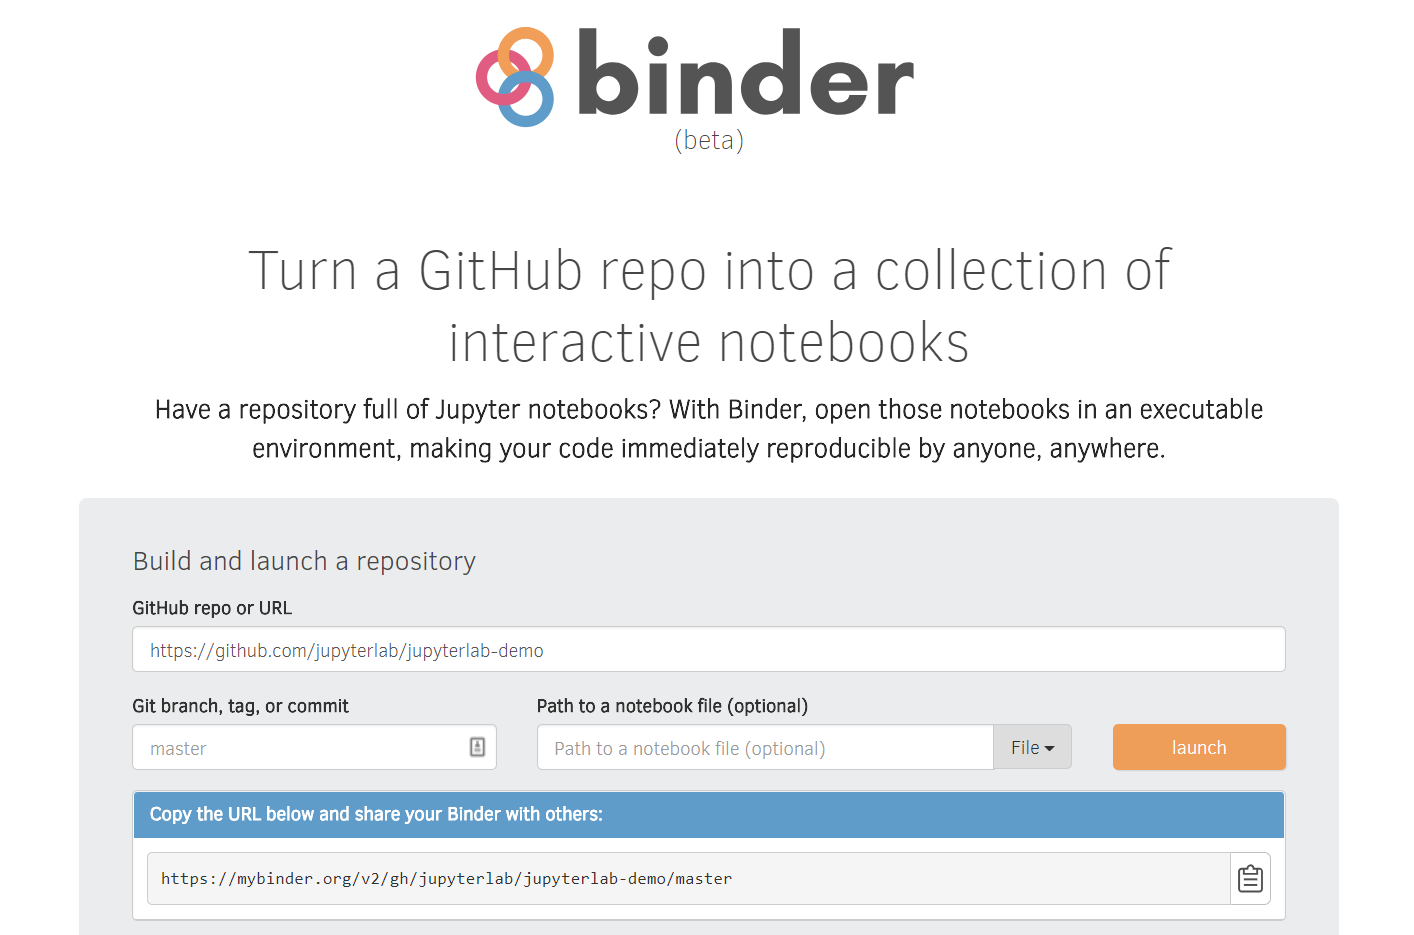 binder
(beta)
Turn a GitHub repo into a collection of
interactive notebooks
Have a repository full of Jupyter notebooks? With Binder, open those notebooks in an executable
environment, making your code immediately reproducible by anyone, anywhere.
Build and launch a repository
GitHub repo or URL
https://github.com/jupyterlab/jupyterlab-demo
Git branch, tag, or commit
Path to a notebook file (optional)
master
Path to a notebook file (optional)
File
launch
Copy the URL below and share your Binder with others:
https://mybinder.org/v2/gh/jupyterlab/jupyterlab-demo/master